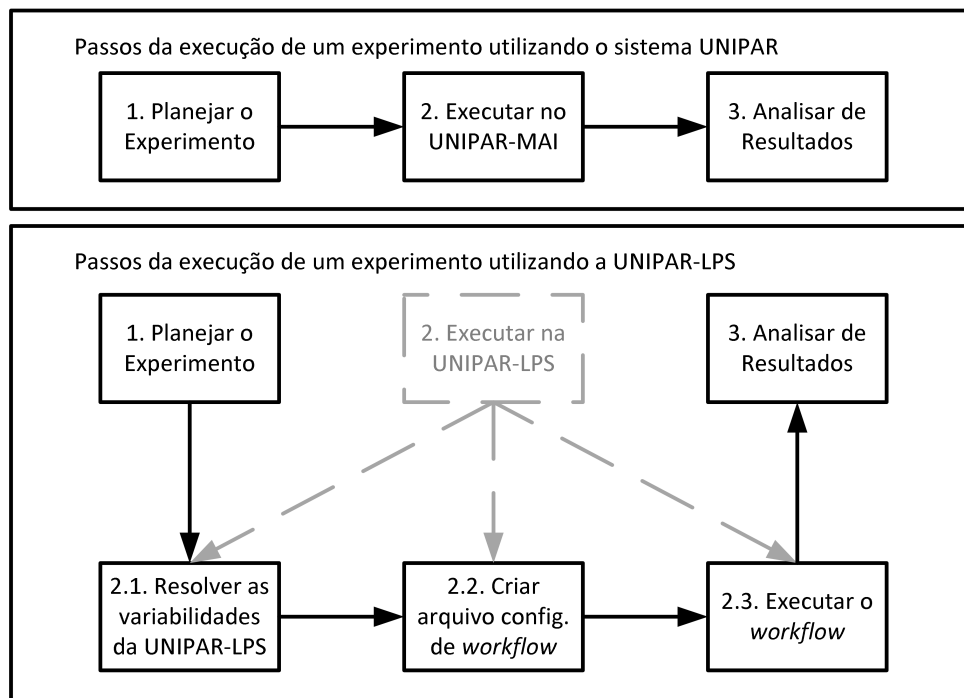 Passos da execução de um experimento utilizando o sistema UNIPAR
1. Planejar o
Experimento
2. Executar no
UNIPAR-MAI
3. Analisar de
Resultados
Passos da execução de um experimento utilizando a UNIPAR-LPS
1. Planejar o
Experimento
2. Executar na
UNIPAR-LPS
3. Analisar de
Resultados
2.1. Resolver as
variabilidades
da UNIPAR-LPS
2.2. Criar
arquivo config.
de workflow
2.3. Executar o
workflow